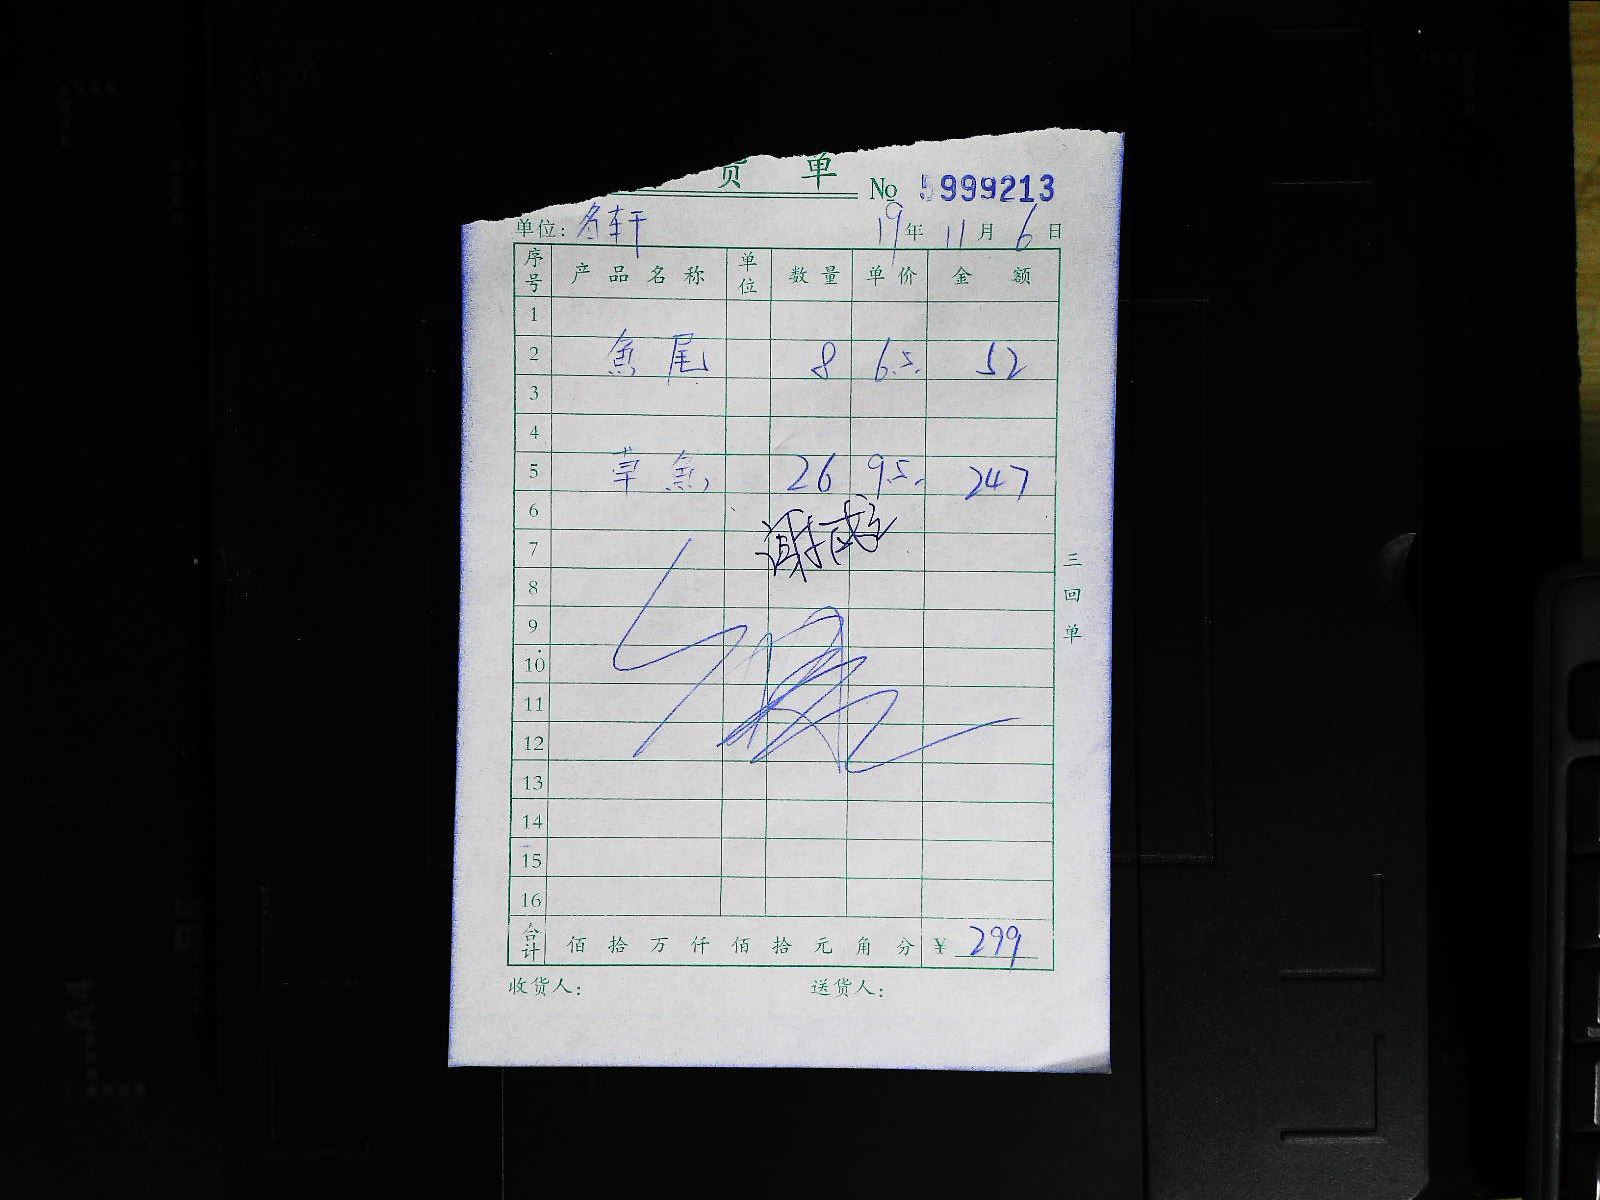 货 单
No 5999213
单位: 名轩 19年 11月 6日
序号 产品名称 单位 数量 单价 金额
1
2 鱼尾 8 6.5. 52
3
4
5 草鱼 26 9.5. 247
6
7
8
9
10
11
12
13
14
15
16
合计 佰 拾 万 仟 佰 拾 元 角 分 ¥ 299
收货人: 送货人:
三回单